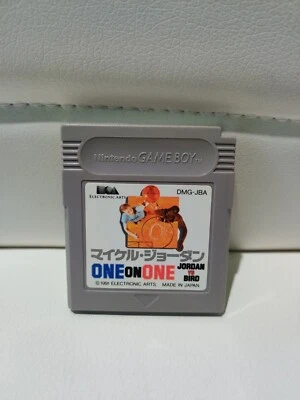 Nintendo GAME BOY
DMG-JBA
ELECTRONIC ARTS
マイケル・ジョーダン
ONE ON ONE
JORDAN
VS
BIRD
© 1991 ELECTRONIC ARTS MADE IN JAPAN